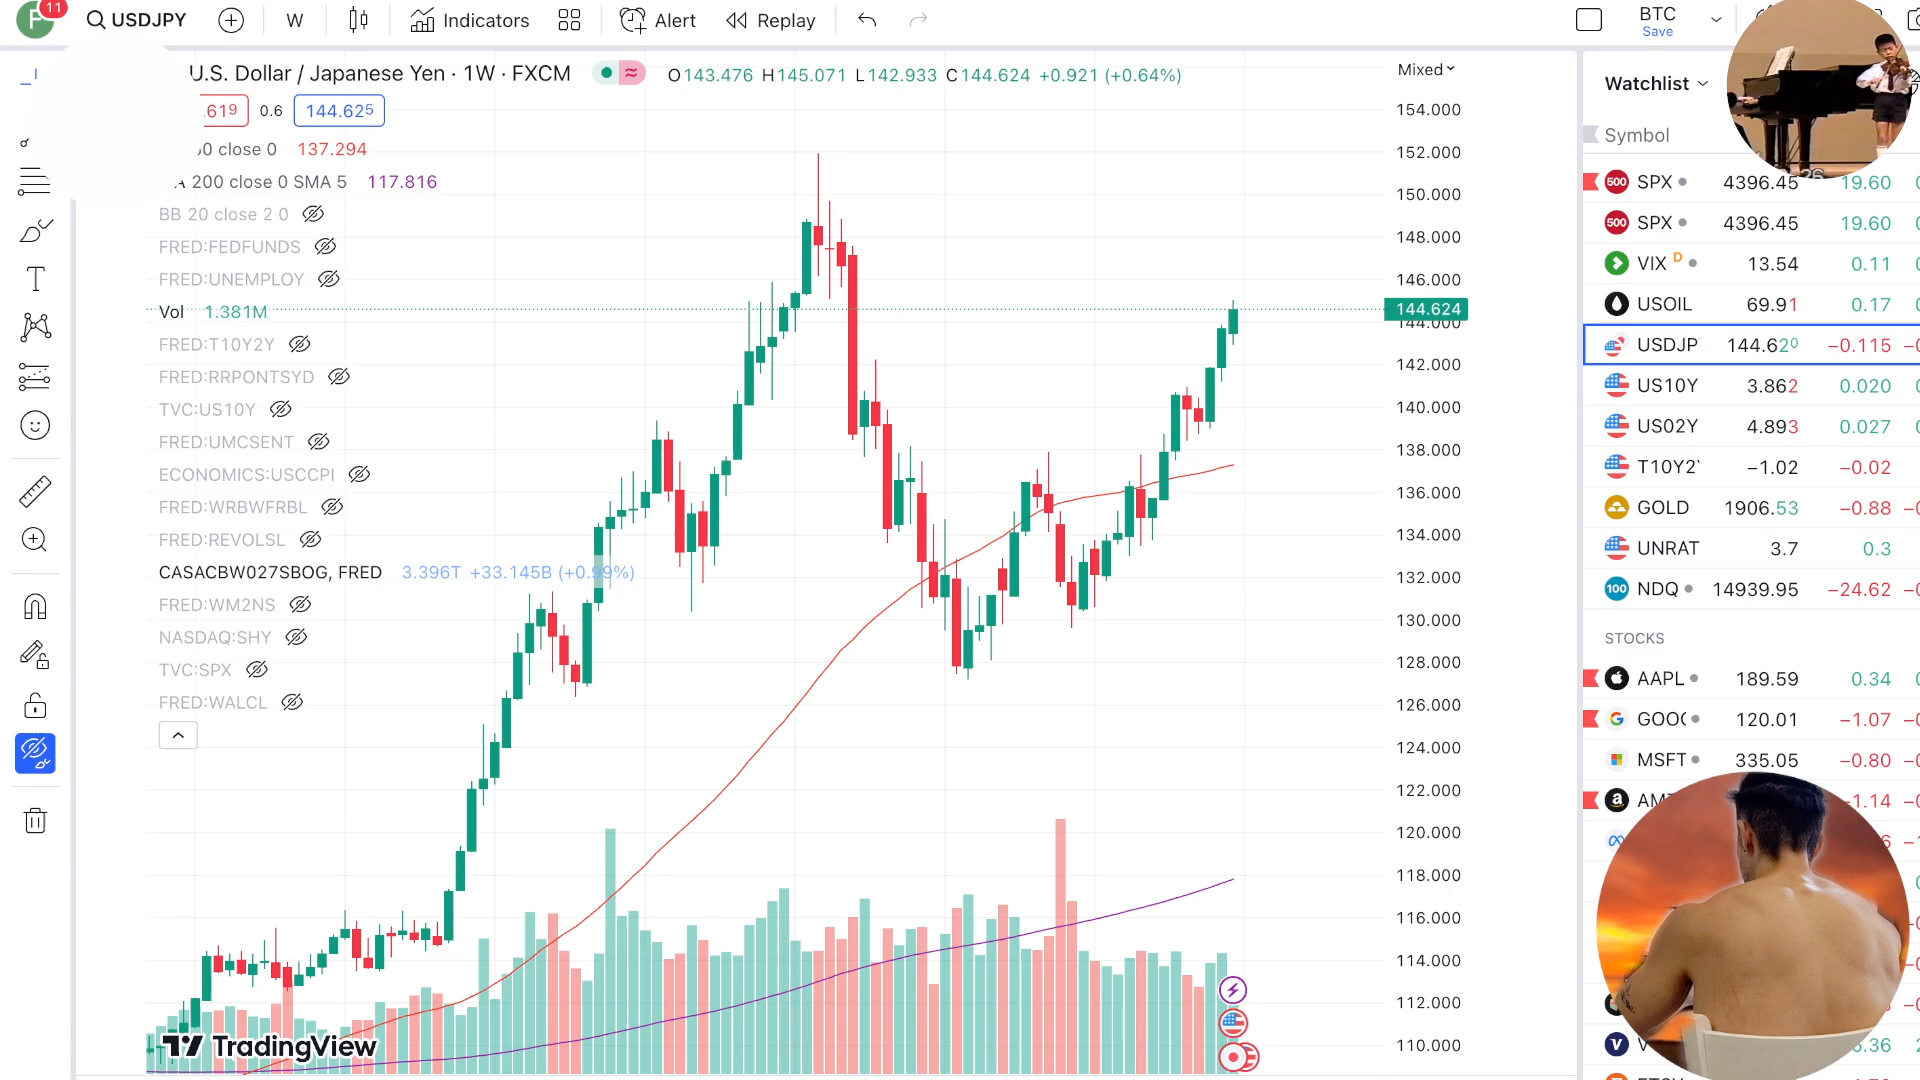 11
USDJPY
W
Indicators
Alert
Replay
BTC
Save
U.S. Dollar / Japanese Yen · 1W · FXCM
O143.476 H145.071 L142.933 C144.624 +0.921 (+0.64%)
.619 0.6 144.625
close 0 137.294
200 close 0 SMA 5 117.816
BB 20 close 2 0
FRED:FEDFUNDS
FRED:UNEMPLOY
Vol 1.381M
FRED:T10Y2Y
FRED:RRPONTSYD
TVC:US10Y
FRED:UMCSENT
ECONOMICS:USCCPI
FRED:WRBWFRBL
FRED:REVOLSL
CASACBW027SBOG, FRED 3.396T +33.145B (+0.99%)
FRED:WM2NS
NASDAQ:SHY
TVC:SPX
FRED:WALCL
TradingView
Mixed
154.000
152.000
150.000
148.000
146.000
144.624
144.000
142.000
140.000
138.000
136.000
134.000
132.000
130.000
128.000
126.000
124.000
122.000
120.000
118.000
116.000
114.000
112.000
110.000
Watchlist
Symbol
500 SPX 4396.45 19.60
500 SPX 4396.45 19.60
VIX D 13.54 0.11
USOIL 69.91 0.17
USDJP 144.620 −0.115
US10Y 3.862 0.020
US02Y 4.893 0.027
T10Y2 −1.02 −0.02
GOLD 1906.53 −0.88
UNRAT 3.7 0.3
100 NDQ 14939.95 −24.62
STOCKS
AAPL 189.59 0.34
GOO 120.01 −1.07
MSFT 335.05 −0.80
AM −1.14
V 5.36